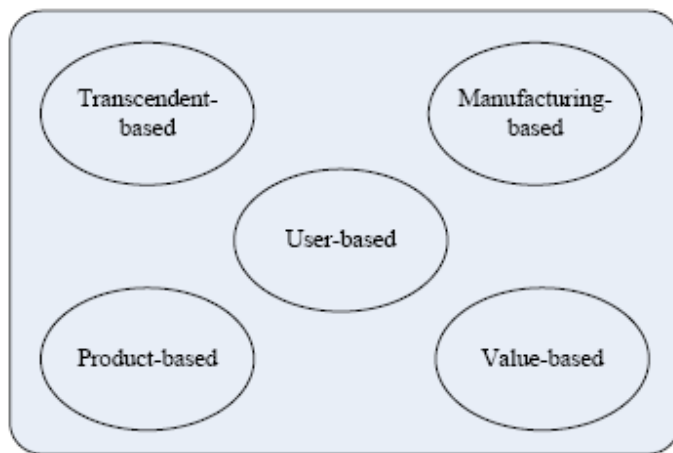 Transcendent-
based
Manufacturing-
based
User-based
Product-based
Value-based